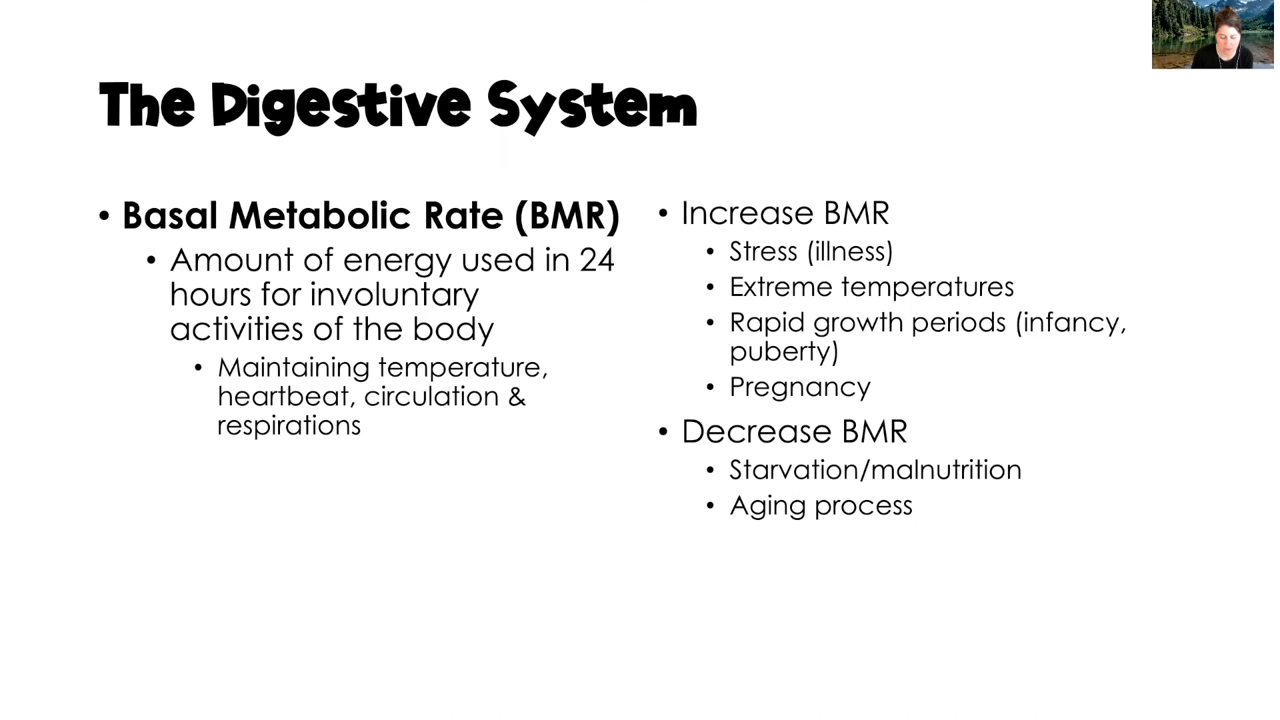 The Digestive System
• Basal Metabolic Rate (BMR)
• Amount of energy used in 24
hours for involuntary
activities of the body
• Maintaining temperature,
heartbeat, circulation &
respirations
• Increase BMR
• Stress (illness)
• Extreme temperatures
• Rapid growth periods (infancy,
puberty)
• Pregnancy
• Decrease BMR
• Starvation/malnutrition
• Aging process